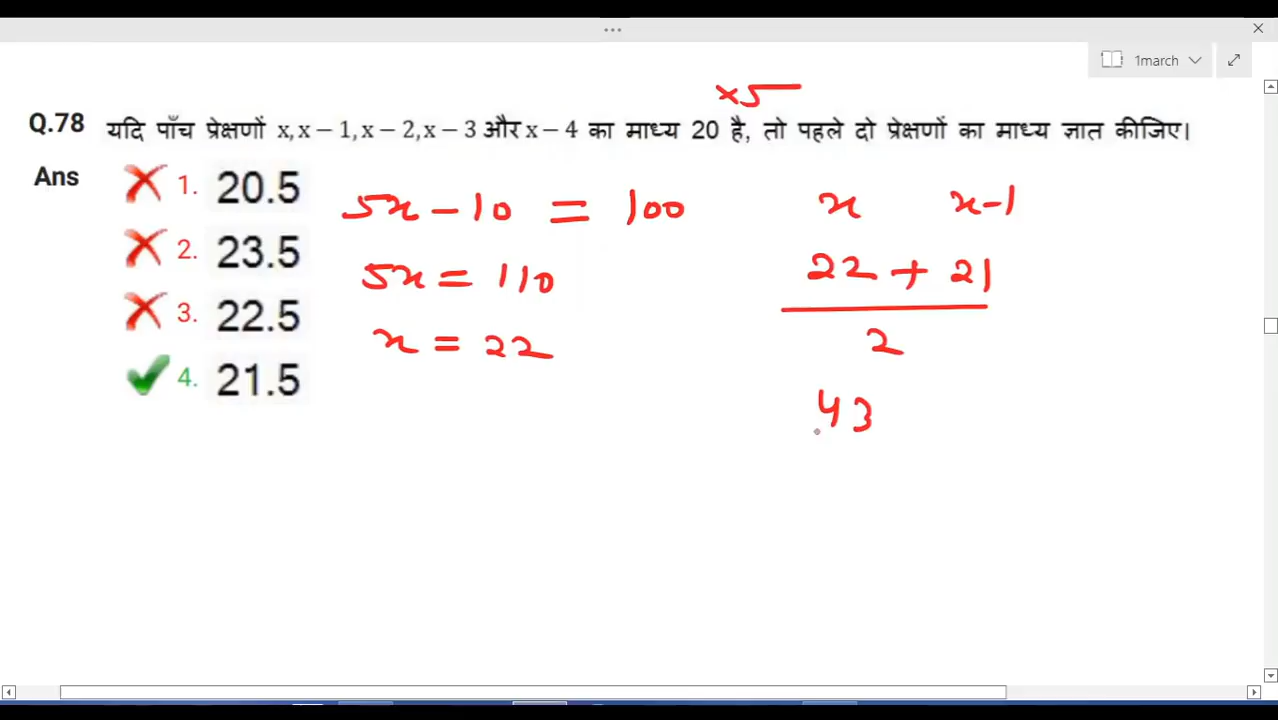 1march
×5
Q.78 यदि पाँच प्रेक्षणों x, x − 1, x − 2, x − 3 और x − 4 का माध्य 20 है, तो पहले दो प्रेक्षणों का माध्य ज्ञात कीजिए।
Ans
1. 20.5
2. 23.5
3. 22.5
4. 21.5
5x − 10 = 100
5x = 110
x = 22
x x-1
22 + 21
2
43